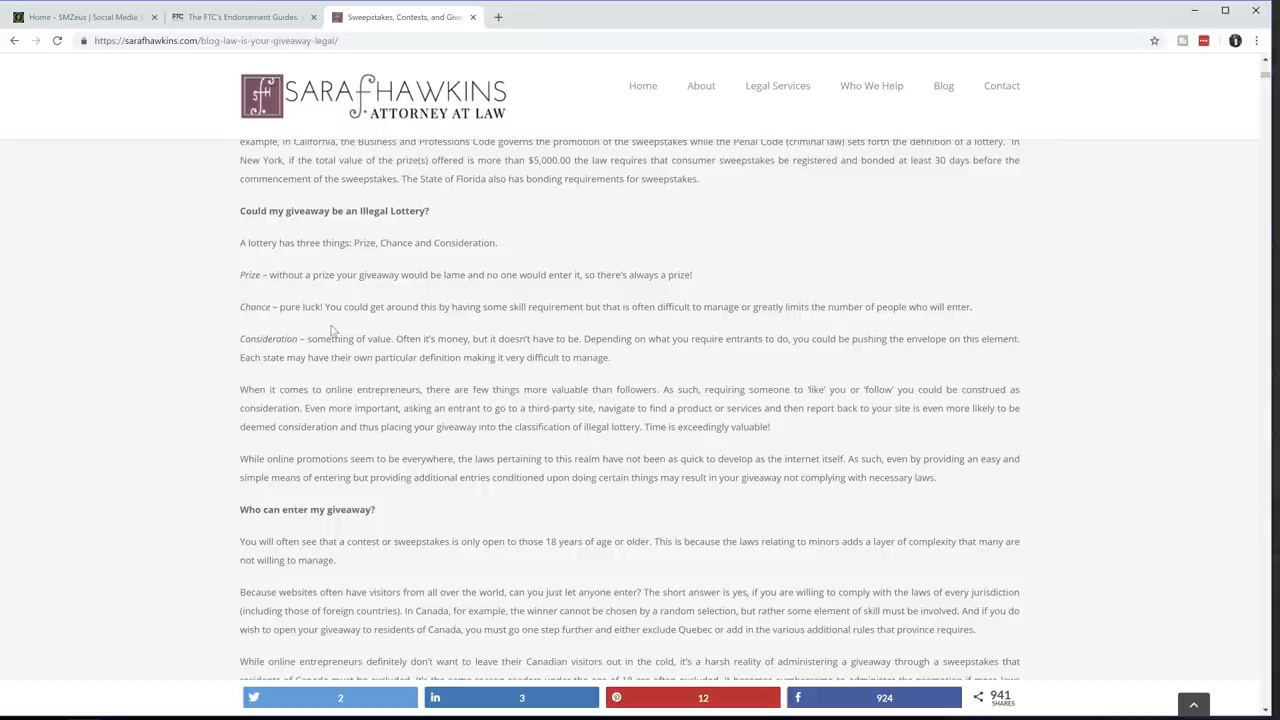 Home - SMZeus | Social Media
The FTC's Endorsement Guides:
Sweepstakes, Contests, and Giv
https://sarafhawkins.com/blog-law-is-your-giveaway-legal/
SARA F HAWKINS
ATTORNEY AT LAW
Home About Legal Services Who We Help Blog Contact
example, in California, the Business and Professions Code governs the promotion of the sweepstakes while the Penal Code (criminal law) sets forth the definition of a lottery. In
New York, if the total value of the prize(s) offered is more than $5,000.00 the law requires that consumer sweepstakes be registered and bonded at least 30 days before the
commencement of the sweepstakes. The State of Florida also has bonding requirements for sweepstakes.
Could my giveaway be an Illegal Lottery?
A lottery has three things: Prize, Chance and Consideration.
Prize – without a prize your giveaway would be lame and no one would enter it, so there's always a prize!
Chance – pure luck! You could get around this by having some skill requirement but that is often difficult to manage or greatly limits the number of people who will enter.
Consideration – something of value. Often it's money, but it doesn't have to be. Depending on what you require entrants to do, you could be pushing the envelope on this element.
Each state may have their own particular definition making it very difficult to manage.
When it comes to online entrepreneurs, there are few things more valuable than followers. As such, requiring someone to 'like' you or 'follow' you could be construed as
consideration. Even more important, asking an entrant to go to a third-party site, navigate to find a product or services and then report back to your site is even more likely to be
deemed consideration and thus placing your giveaway into the classification of illegal lottery. Time is exceedingly valuable!
While online promotions seem to be everywhere, the laws pertaining to this realm have not been as quick to develop as the internet itself. As such, even by providing an easy and
simple means of entering but providing additional entries conditioned upon doing certain things may result in your giveaway not complying with necessary laws.
Who can enter my giveaway?
You will often see that a contest or sweepstakes is only open to those 18 years of age or older. This is because the laws relating to minors adds a layer of complexity that many are
not willing to manage.
Because websites often have visitors from all over the world, can you just let anyone enter? The short answer is yes, if you are willing to comply with the laws of every jurisdiction
(including those of foreign countries). In Canada, for example, the winner cannot be chosen by a random selection, but rather some element of skill must be involved. And if you do
wish to open your giveaway to residents of Canada, you must go one step further and either exclude Quebec or add in the various additional rules that province requires.
While online entrepreneurs definitely don't want to leave their Canadian visitors out in the cold, it's a harsh reality of administering a giveaway through a sweepstakes that
2 3 12 924 941
SHARES